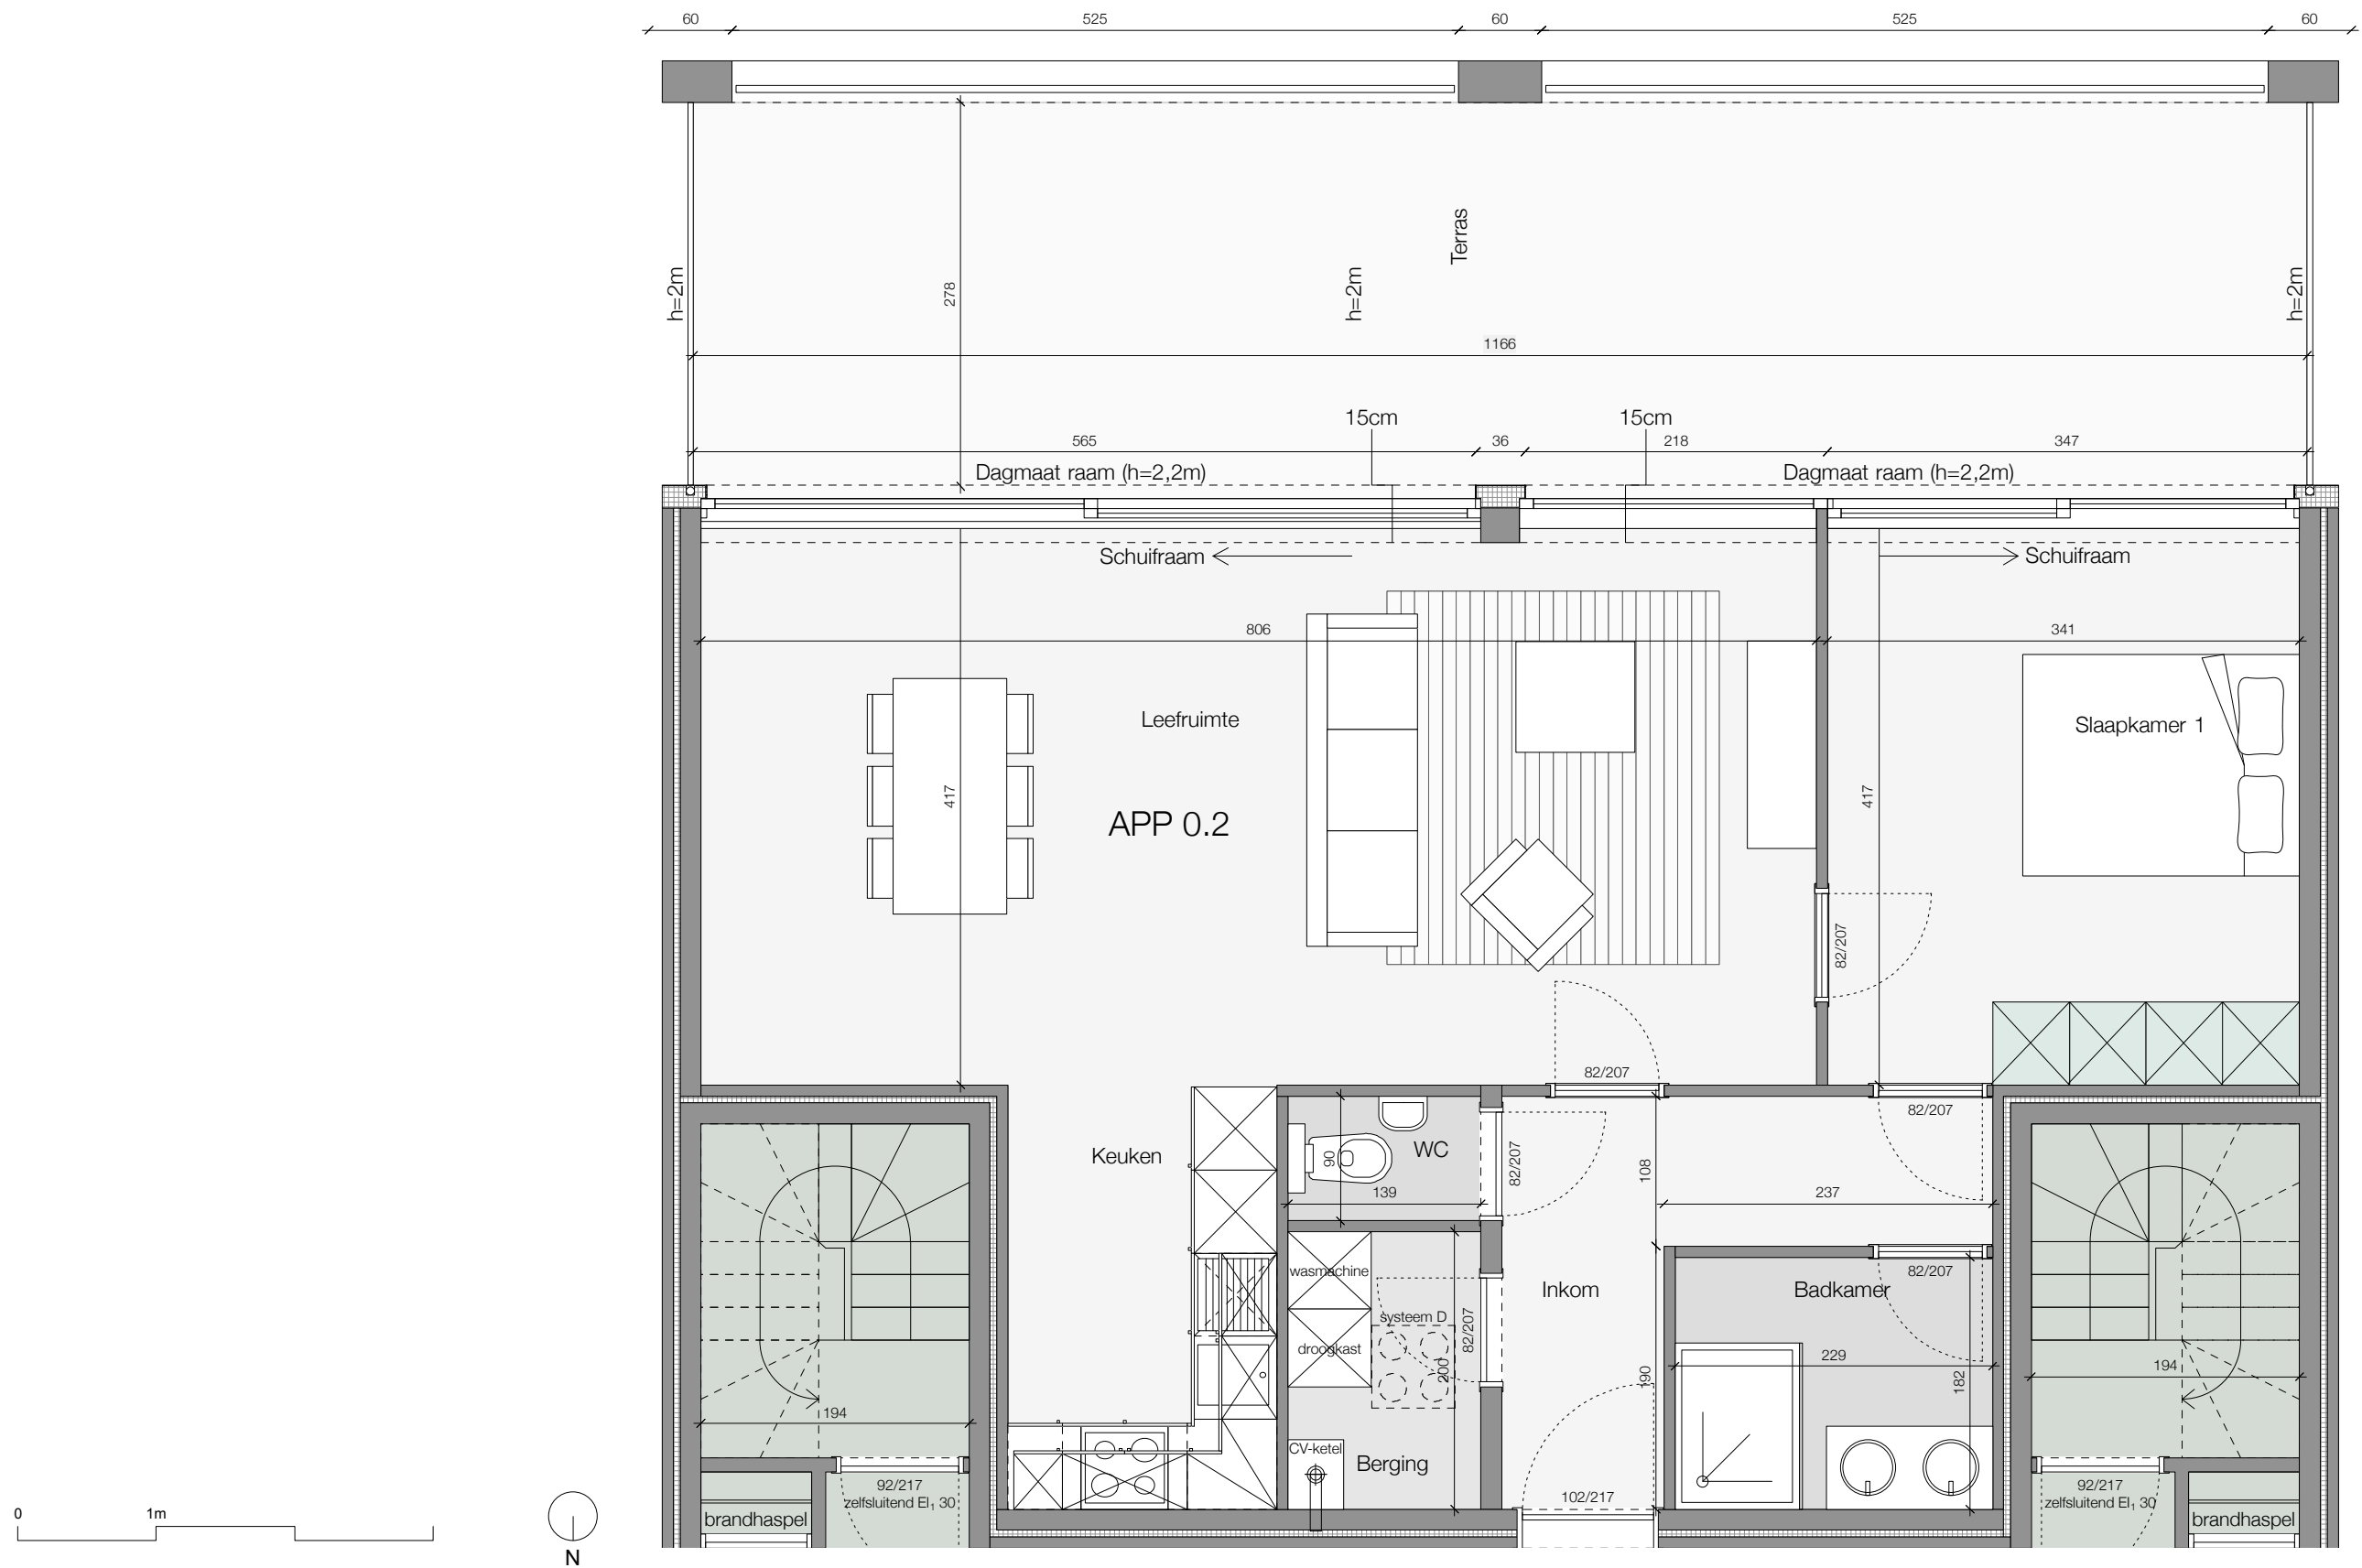 60 525 60 525 60
Terras
h=2m h=2m h=2m
278
1166
15cm 15cm
565 36 218 347
Dagmaat raam (h=2,2m) Dagmaat raam (h=2,2m)
Schuifraam Schuifraam
806 341
Leefruimte Slaapkamer 1
417 APP 0.2 417
82/207
82/207
82/207
Keuken 90 WC 82/207 108
139 237
wasmachine 82/207
Inkom Badkamer
systeem D 82/207
droogkast 200 229 182
190
194 194
CV-ketel
Berging
92/217 102/217 92/217
zelfsluitend EI₁ 30 zelfsluitend EI₁ 30
0 1m brandhaspel brandhaspel
N